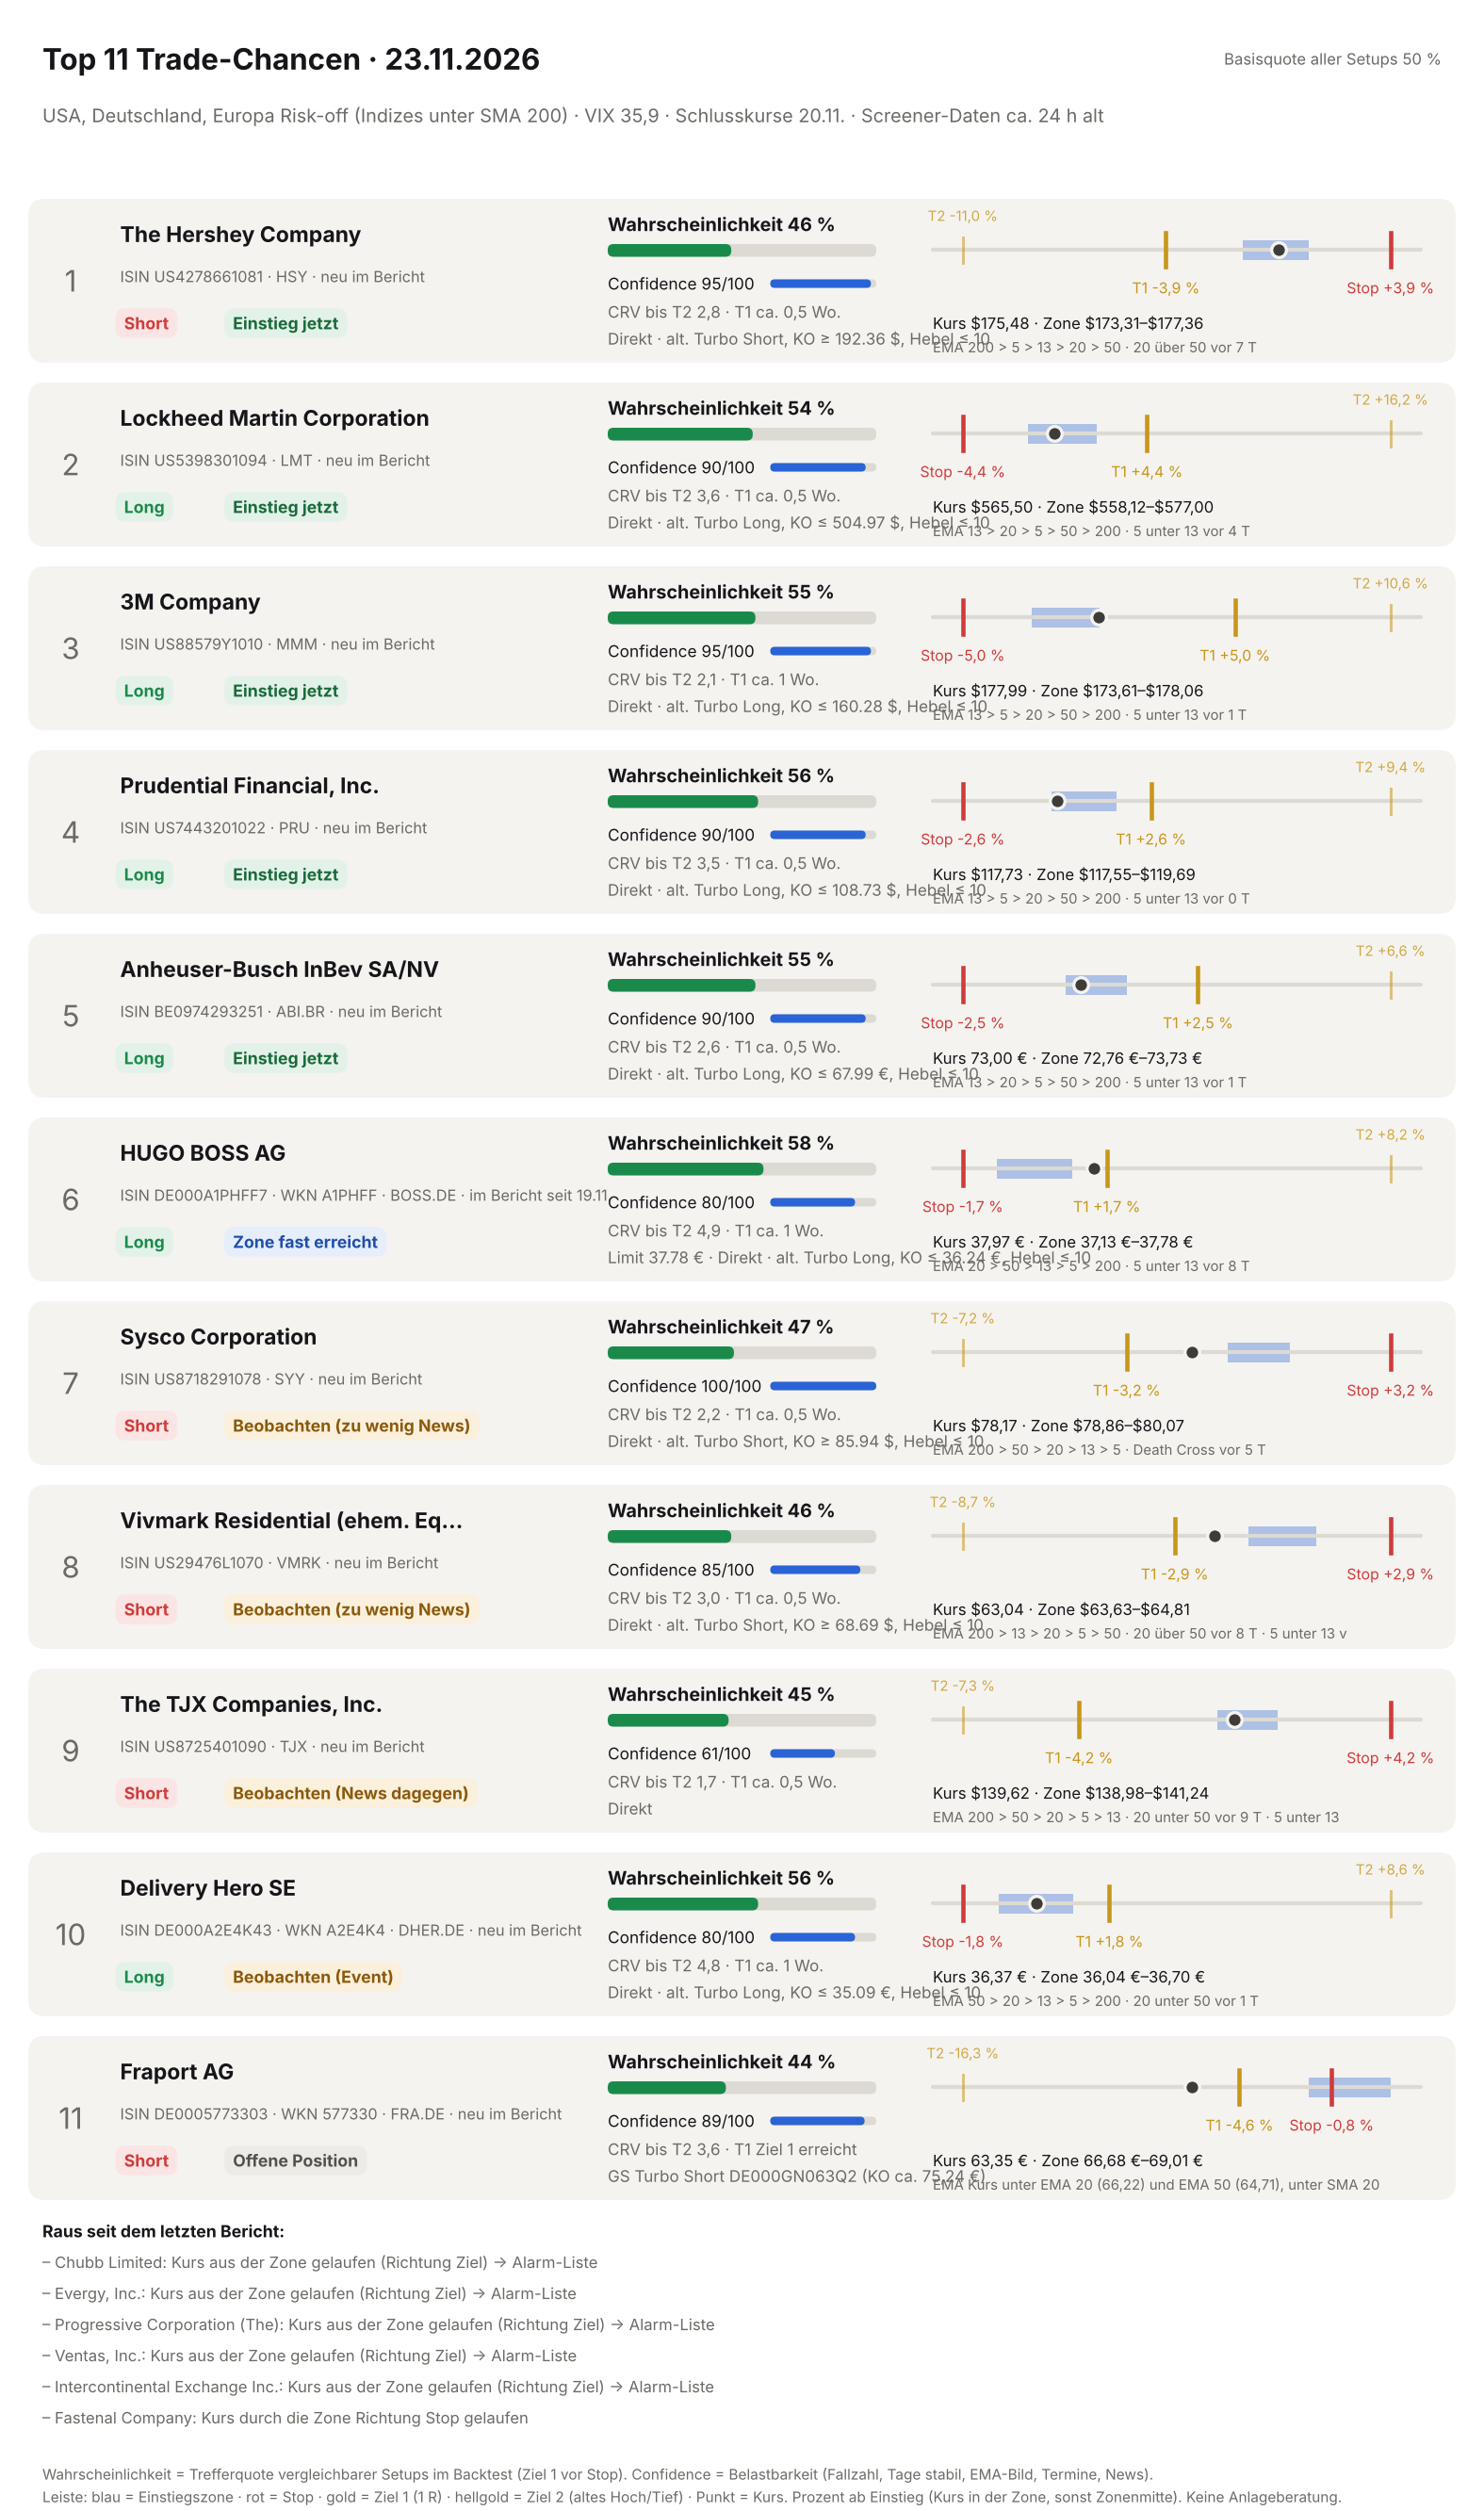 Top 11 Trade-Chancen · 23.11.2026
Basisquote aller Setups 50 %
USA, Deutschland, Europa Risk-off (Indizes unter SMA 200) · VIX 35,9 · Schlusskurse 20.11. · Screener-Daten ca. 24 h alt
1
The Hershey Company
ISIN US4278661081 · HSY · neu im Bericht
Short
Einstieg jetzt
Wahrscheinlichkeit 46 %
Confidence 95/100
CRV bis T2 2,8 · T1 ca. 0,5 Wo.
Direkt · alt. Turbo Short, KO ≥ 192.36 $, Hebel ≤ 10
T2 -11,0 %
T1 -3,9 %
Stop +3,9 %
Kurs $175,48 · Zone $173,31–$177,36
EMA 200 > 5 > 13 > 20 > 50 · 20 über 50 vor 7 T
2
Lockheed Martin Corporation
ISIN US5398301094 · LMT · neu im Bericht
Long
Einstieg jetzt
Wahrscheinlichkeit 54 %
Confidence 90/100
CRV bis T2 3,6 · T1 ca. 0,5 Wo.
Direkt · alt. Turbo Long, KO ≤ 504.97 $, Hebel ≤ 10
T2 +16,2 %
Stop -4,4 %
T1 +4,4 %
Kurs $565,50 · Zone $558,12–$577,00
EMA 13 > 20 > 5 > 50 > 200 · 5 unter 13 vor 4 T
3
3M Company
ISIN US88579Y1010 · MMM · neu im Bericht
Long
Einstieg jetzt
Wahrscheinlichkeit 55 %
Confidence 95/100
CRV bis T2 2,1 · T1 ca. 1 Wo.
Direkt · alt. Turbo Long, KO ≤ 160.28 $, Hebel ≤ 10
T2 +10,6 %
Stop -5,0 %
T1 +5,0 %
Kurs $177,99 · Zone $173,61–$178,06
EMA 13 > 5 > 20 > 50 > 200 · 5 unter 13 vor 1 T
4
Prudential Financial, Inc.
ISIN US7443201022 · PRU · neu im Bericht
Long
Einstieg jetzt
Wahrscheinlichkeit 56 %
Confidence 90/100
CRV bis T2 3,5 · T1 ca. 0,5 Wo.
Direkt · alt. Turbo Long, KO ≤ 108.73 $, Hebel ≤ 10
T2 +9,4 %
Stop -2,6 %
T1 +2,6 %
Kurs $117,73 · Zone $117,55–$119,69
EMA 13 > 5 > 20 > 50 > 200 · 5 unter 13 vor 0 T
5
Anheuser-Busch InBev SA/NV
ISIN BE0974293251 · ABI.BR · neu im Bericht
Long
Einstieg jetzt
Wahrscheinlichkeit 55 %
Confidence 90/100
CRV bis T2 2,6 · T1 ca. 0,5 Wo.
Direkt · alt. Turbo Long, KO ≤ 67.99 €, Hebel ≤ 10
T2 +6,6 %
Stop -2,5 %
T1 +2,5 %
Kurs 73,00 € · Zone 72,76 €–73,73 €
EMA 13 > 20 > 5 > 50 > 200 · 5 unter 13 vor 1 T
6
HUGO BOSS AG
ISIN DE000A1PHFF7 · WKN A1PHFF · BOSS.DE · im Bericht seit 19.11.
Long
Zone fast erreicht
Wahrscheinlichkeit 58 %
Confidence 80/100
CRV bis T2 4,9 · T1 ca. 1 Wo.
Limit 37.78 € · Direkt · alt. Turbo Long, KO ≤ 36.24 €, Hebel ≤ 10
T2 +8,2 %
Stop -1,7 %
T1 +1,7 %
Kurs 37,97 € · Zone 37,13 €–37,78 €
EMA 20 > 50 > 13 > 5 > 200 · 5 unter 13 vor 8 T
7
Sysco Corporation
ISIN US8718291078 · SYY · neu im Bericht
Short
Beobachten (zu wenig News)
Wahrscheinlichkeit 47 %
Confidence 100/100
CRV bis T2 2,2 · T1 ca. 0,5 Wo.
Direkt · alt. Turbo Short, KO ≥ 85.94 $, Hebel ≤ 10
T2 -7,2 %
T1 -3,2 %
Stop +3,2 %
Kurs $78,17 · Zone $78,86–$80,07
EMA 200 > 50 > 20 > 13 > 5 · Death Cross vor 5 T
8
Vivmark Residential (ehem. Eq…
ISIN US29476L1070 · VMRK · neu im Bericht
Short
Beobachten (zu wenig News)
Wahrscheinlichkeit 46 %
Confidence 85/100
CRV bis T2 3,0 · T1 ca. 0,5 Wo.
Direkt · alt. Turbo Short, KO ≥ 68.69 $, Hebel ≤ 10
T2 -8,7 %
T1 -2,9 %
Stop +2,9 %
Kurs $63,04 · Zone $63,63–$64,81
EMA 200 > 13 > 20 > 5 > 50 · 20 über 50 vor 8 T · 5 unter 13 v
9
The TJX Companies, Inc.
ISIN US8725401090 · TJX · neu im Bericht
Short
Beobachten (News dagegen)
Wahrscheinlichkeit 45 %
Confidence 61/100
CRV bis T2 1,7 · T1 ca. 0,5 Wo.
Direkt
T2 -7,3 %
T1 -4,2 %
Stop +4,2 %
Kurs $139,62 · Zone $138,98–$141,24
EMA 200 > 50 > 20 > 5 > 13 · 20 unter 50 vor 9 T · 5 unter 13
10
Delivery Hero SE
ISIN DE000A2E4K43 · WKN A2E4K4 · DHER.DE · neu im Bericht
Long
Beobachten (Event)
Wahrscheinlichkeit 56 %
Confidence 80/100
CRV bis T2 4,8 · T1 ca. 1 Wo.
Direkt · alt. Turbo Long, KO ≤ 35.09 €, Hebel ≤ 10
T2 +8,6 %
Stop -1,8 %
T1 +1,8 %
Kurs 36,37 € · Zone 36,04 €–36,70 €
EMA 50 > 20 > 13 > 5 > 200 · 20 unter 50 vor 1 T
11
Fraport AG
ISIN DE0005773303 · WKN 577330 · FRA.DE · neu im Bericht
Short
Offene Position
Wahrscheinlichkeit 44 %
Confidence 89/100
CRV bis T2 3,6 · T1 Ziel 1 erreicht
GS Turbo Short DE000GN063Q2 (KO ca. 75,24 €)
T2 -16,3 %
T1 -4,6 %
Stop -0,8 %
Kurs 63,35 € · Zone 66,68 €–69,01 €
EMA Kurs unter EMA 20 (66,22) und EMA 50 (64,71), unter SMA 20
Raus seit dem letzten Bericht:
– Chubb Limited: Kurs aus der Zone gelaufen (Richtung Ziel) → Alarm-Liste
– Evergy, Inc.: Kurs aus der Zone gelaufen (Richtung Ziel) → Alarm-Liste
– Progressive Corporation (The): Kurs aus der Zone gelaufen (Richtung Ziel) → Alarm-Liste
– Ventas, Inc.: Kurs aus der Zone gelaufen (Richtung Ziel) → Alarm-Liste
– Intercontinental Exchange Inc.: Kurs aus der Zone gelaufen (Richtung Ziel) → Alarm-Liste
– Fastenal Company: Kurs durch die Zone Richtung Stop gelaufen
Wahrscheinlichkeit = Trefferquote vergleichbarer Setups im Backtest (Ziel 1 vor Stop). Confidence = Belastbarkeit (Fallzahl, Tage stabil, EMA-Bild, Termine, News).
Leiste: blau = Einstiegszone · rot = Stop · gold = Ziel 1 (1 R) · hellgold = Ziel 2 (altes Hoch/Tief) · Punkt = Kurs. Prozent ab Einstieg (Kurs in der Zone, sonst Zonenmitte). Keine Anlageberatung.